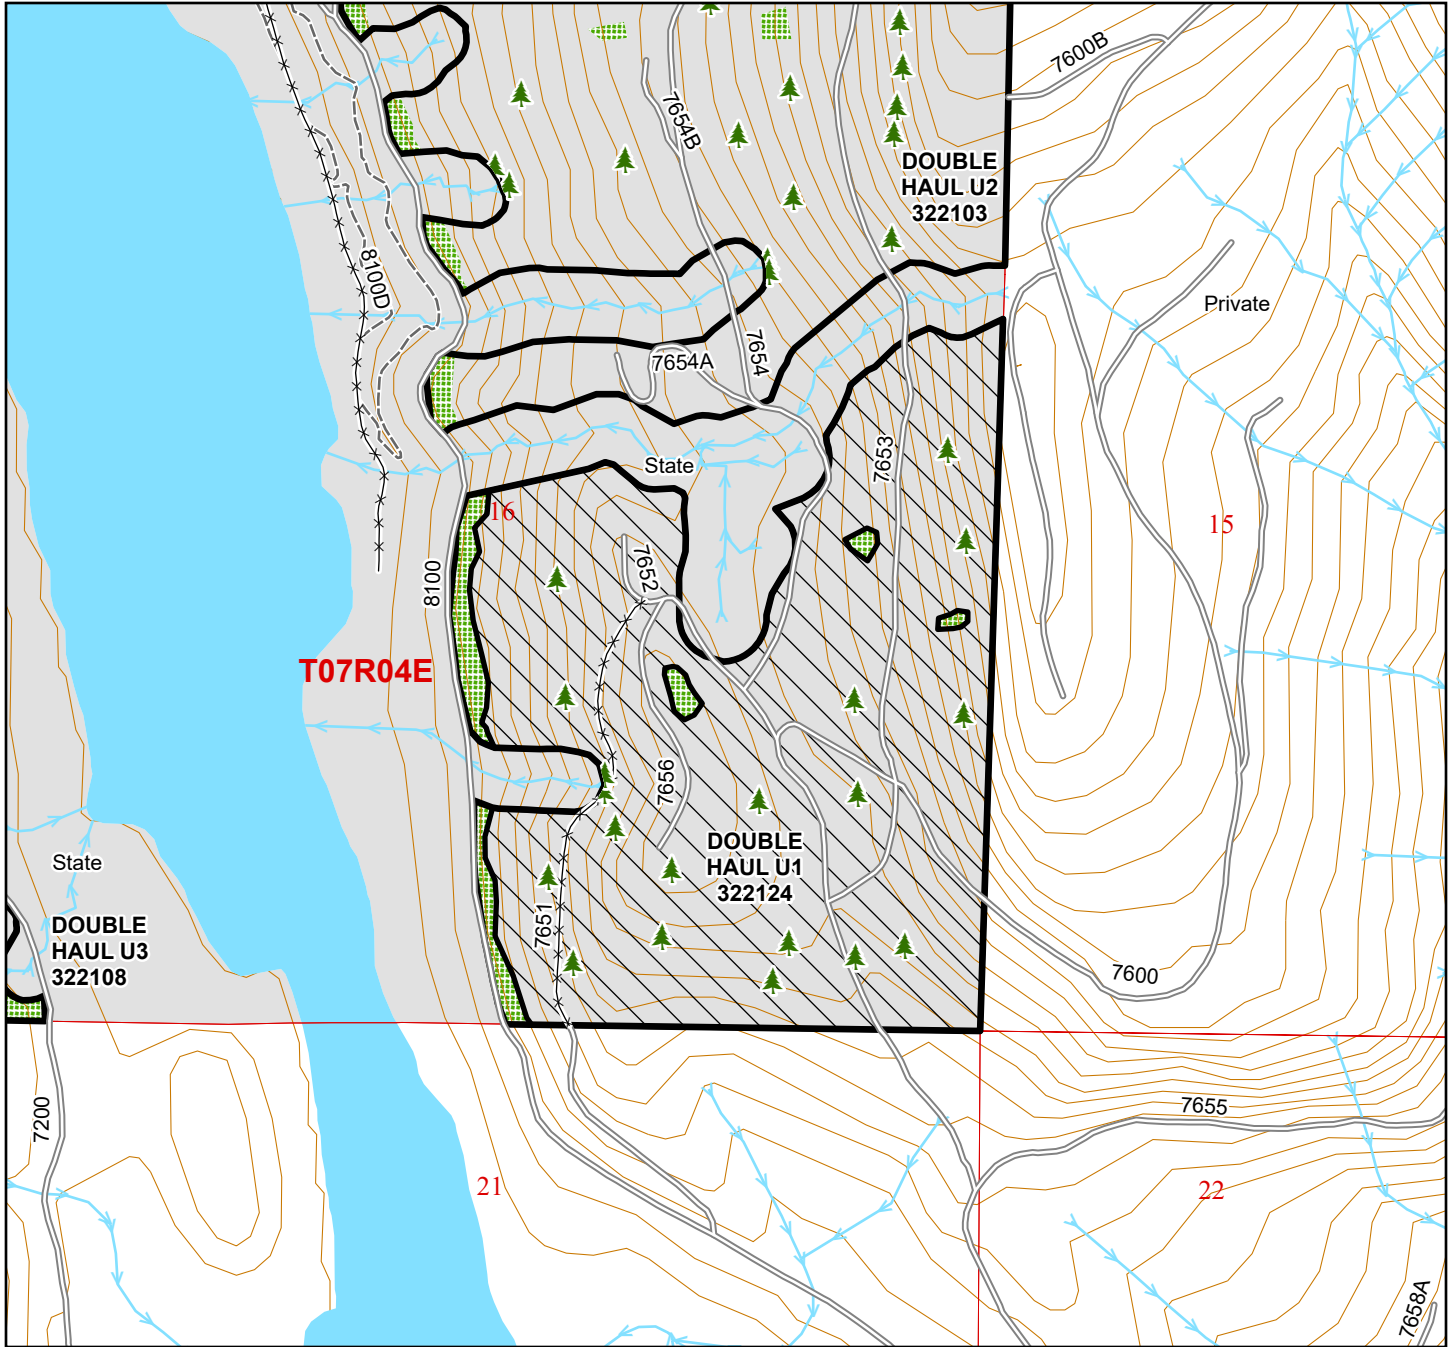 7600B
7654B
DOUBLE
HAUL U2
322103
8100D
Private
7654
7654A
7653
State
16
15
7652
8100
T07R04E
7656
DOUBLE
HAUL U1
322124
State
DOUBLE
HAUL U3
322108
7651
7600
7200
7655
21
22
7658A